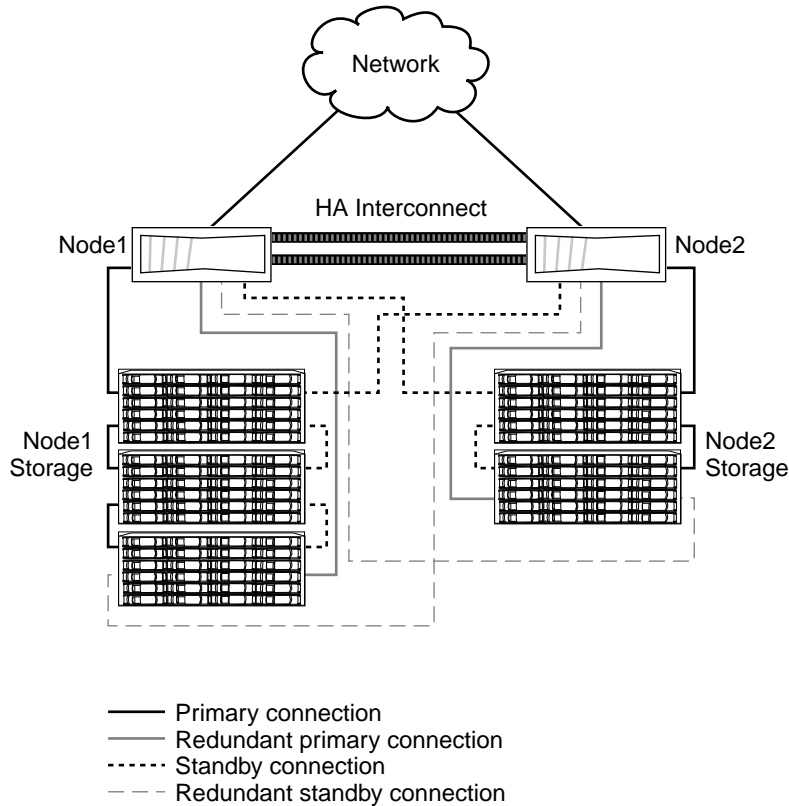 Network
HA Interconnect
Node1
Node2
Node1
Storage
Node2
Storage
Primary connection
Redundant primary connection
Standby connection
Redundant standby connection